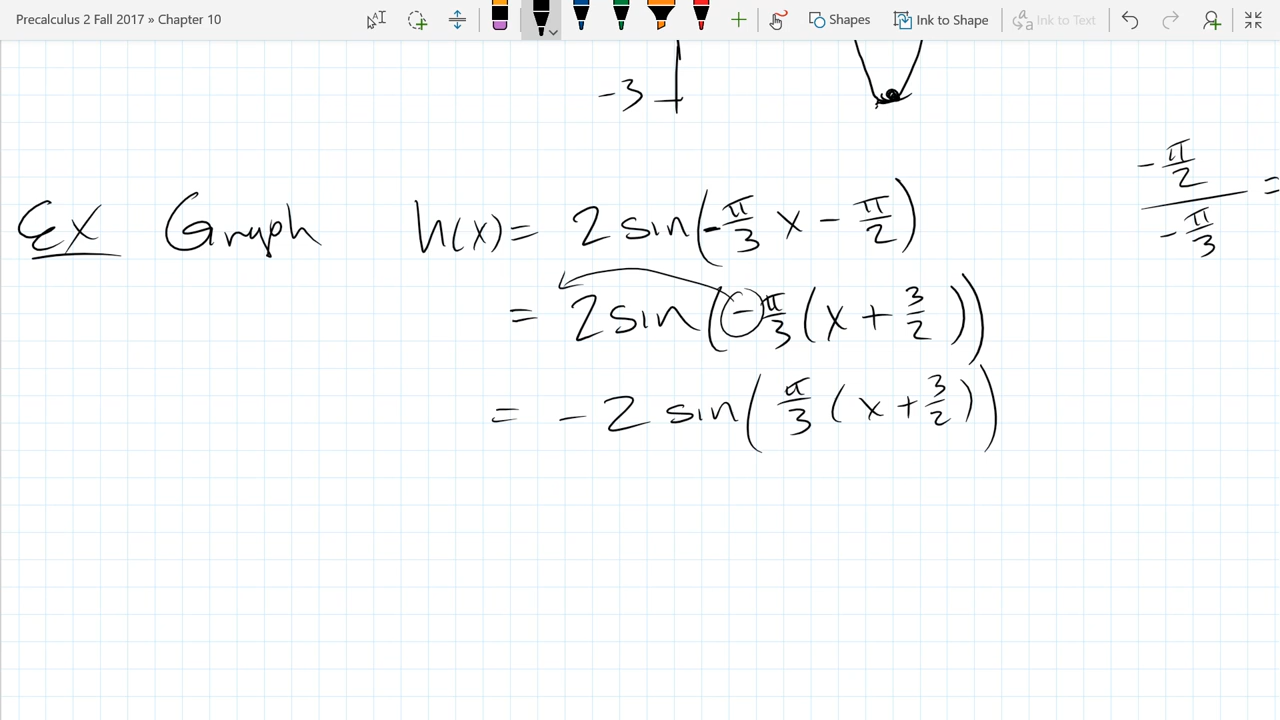 Precalculus 2 Fall 2017 » Chapter 10
Shapes
Ink to Shape
Ink to Text
-3
Ex Graph h(x) = 2 sin(-π/3 x - π/2)
= 2 sin(-π/3 (x + 3/2))
= -2 sin(π/3 (x + 3/2))
-π/2 / -π/3 =